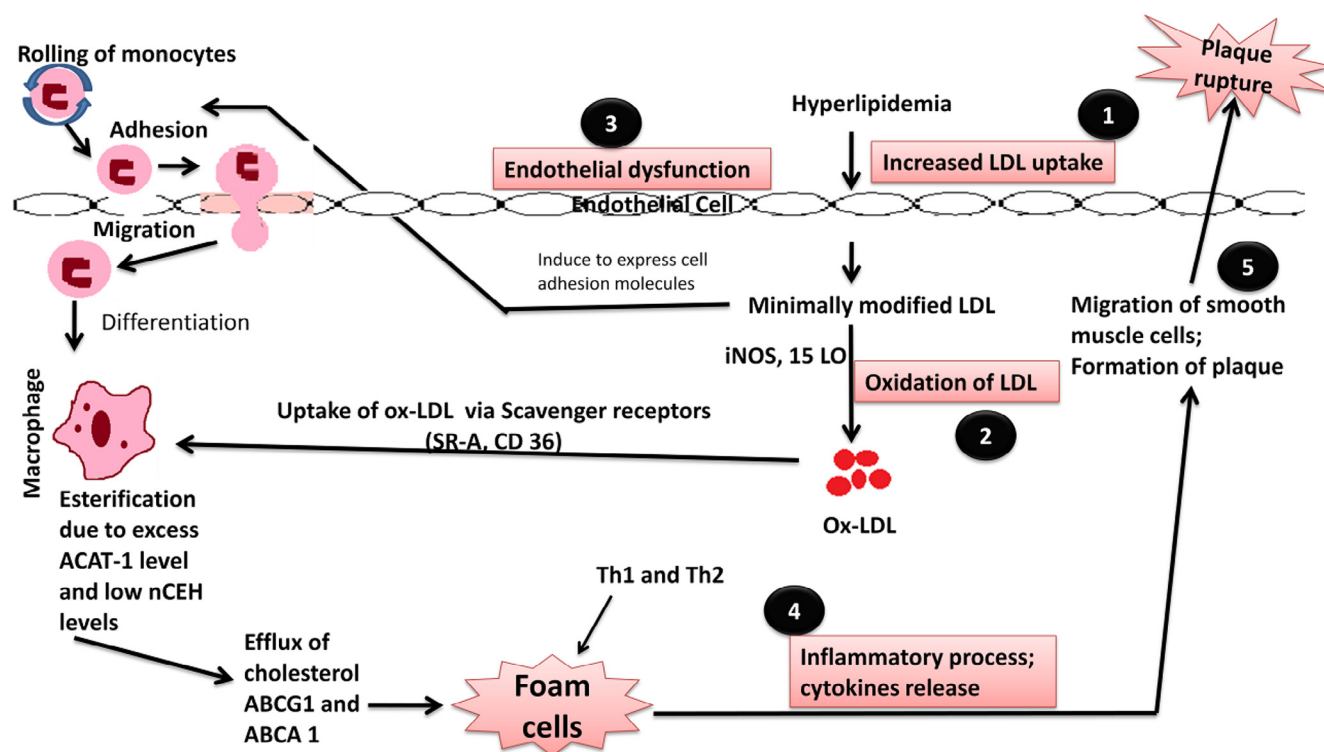 Rolling of monocytes
Adhesion
Migration
Differentiation
Macrophage
Esterification
due to excess
ACAT-1 level
and low nCEH
levels
Efflux of
cholesterol
ABCG1 and
ABCA 1
3
Endothelial dysfunction
Endothelial Cell
Hyperlipidemia
1
Increased LDL uptake
Plaque
rupture
Induce to express cell
adhesion molecules
Minimally modified LDL
iNOS, 15 LO
Oxidation of LDL
2
Uptake of ox-LDL via Scavenger receptors
(SR-A, CD 36)
Ox-LDL
5
Migration of smooth
muscle cells;
Formation of plaque
Th1 and Th2
Foam
cells
4
Inflammatory process;
cytokines release